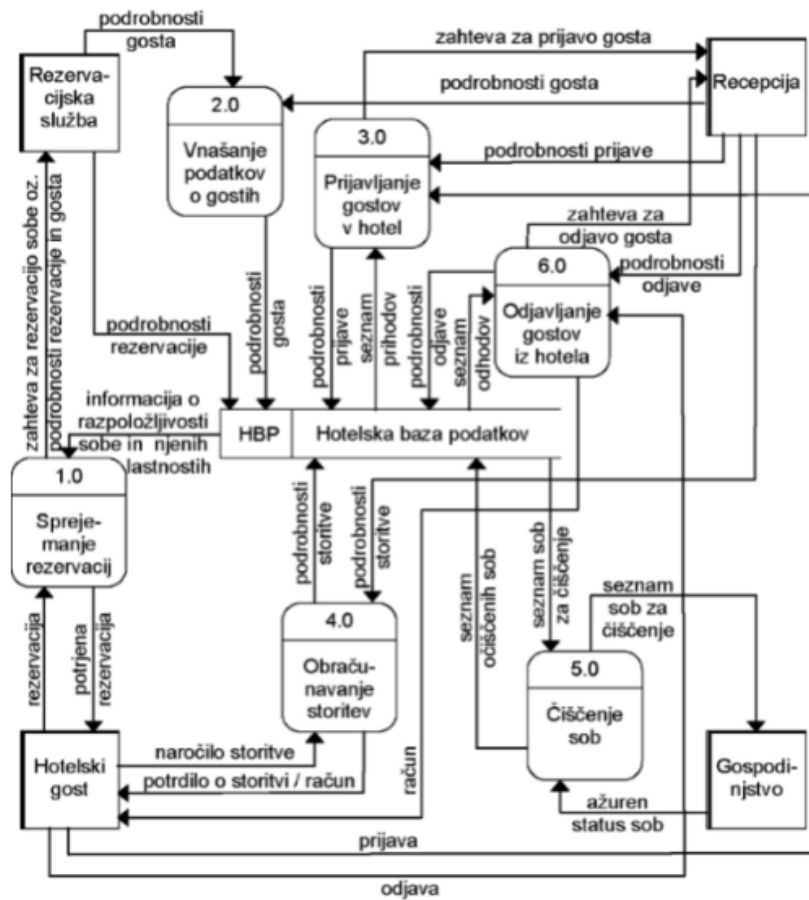 podrobnosti
gosta
Rezerva-
cijska
služba
2.0
Vnašanje
podatkov
o gostih
zahteva za prijavo gosta
podrobnosti gosta
Recepcija
3.0
Prijavljanje
gostov
v hotel
podrobnosti prijave
zahteva za
odjavo gosta
6.0
Odjavljanje
gostov
iz hotela
podrobnosti
odjave
zahteva za rezervacijo sobe oz.
podrobnosti rezervacije in gosta
podrobnosti
rezervacije
podrobnosti
gosta
podrobnosti
prijave
seznam
prihodov
podrobnosti
odjave
seznam
odhodov
informacija o
razpoložljivosti
sobe in njenih
lastnostih
HBP
Hotelska baza podatkov
1.0
Spreje-
manje
rezervacij
podrobnosti
storitve
podrobnosti
storitve
seznam
očiščenih sob
seznam sob
za čiščenje
seznam
sob za
čiščenje
4.0
Obraču-
navanje
storitev
5.0
Čiščenje
sob
rezervacija
potrjena
rezervacija
Hotelski
gost
naročilo storitve
potrdilo o storitvi / račun
račun
Gospodi-
njstvo
ažuren
status sob
prijava
odjava